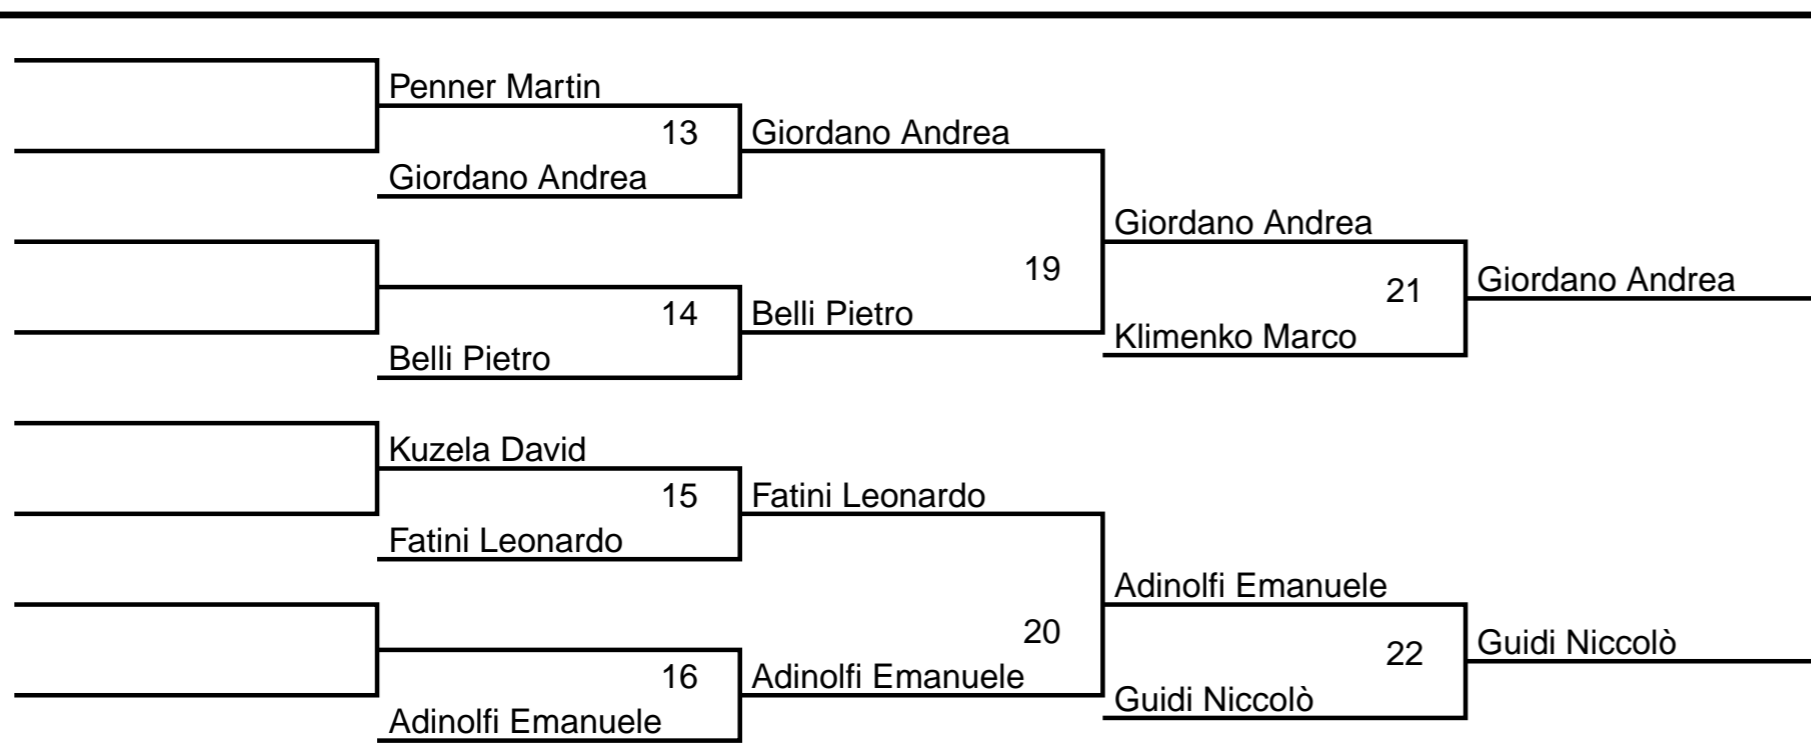 Penner Martin
13
Giordano Andrea
Giordano Andrea
Giordano Andrea
19
21
Giordano Andrea
14
Belli Pietro
Klimenko Marco
Belli Pietro
Kuzela David
15
Fatini Leonardo
Fatini Leonardo
Adinolfi Emanuele
20
22
Guidi Niccolò
16
Adinolfi Emanuele
Guidi Niccolò
Adinolfi Emanuele